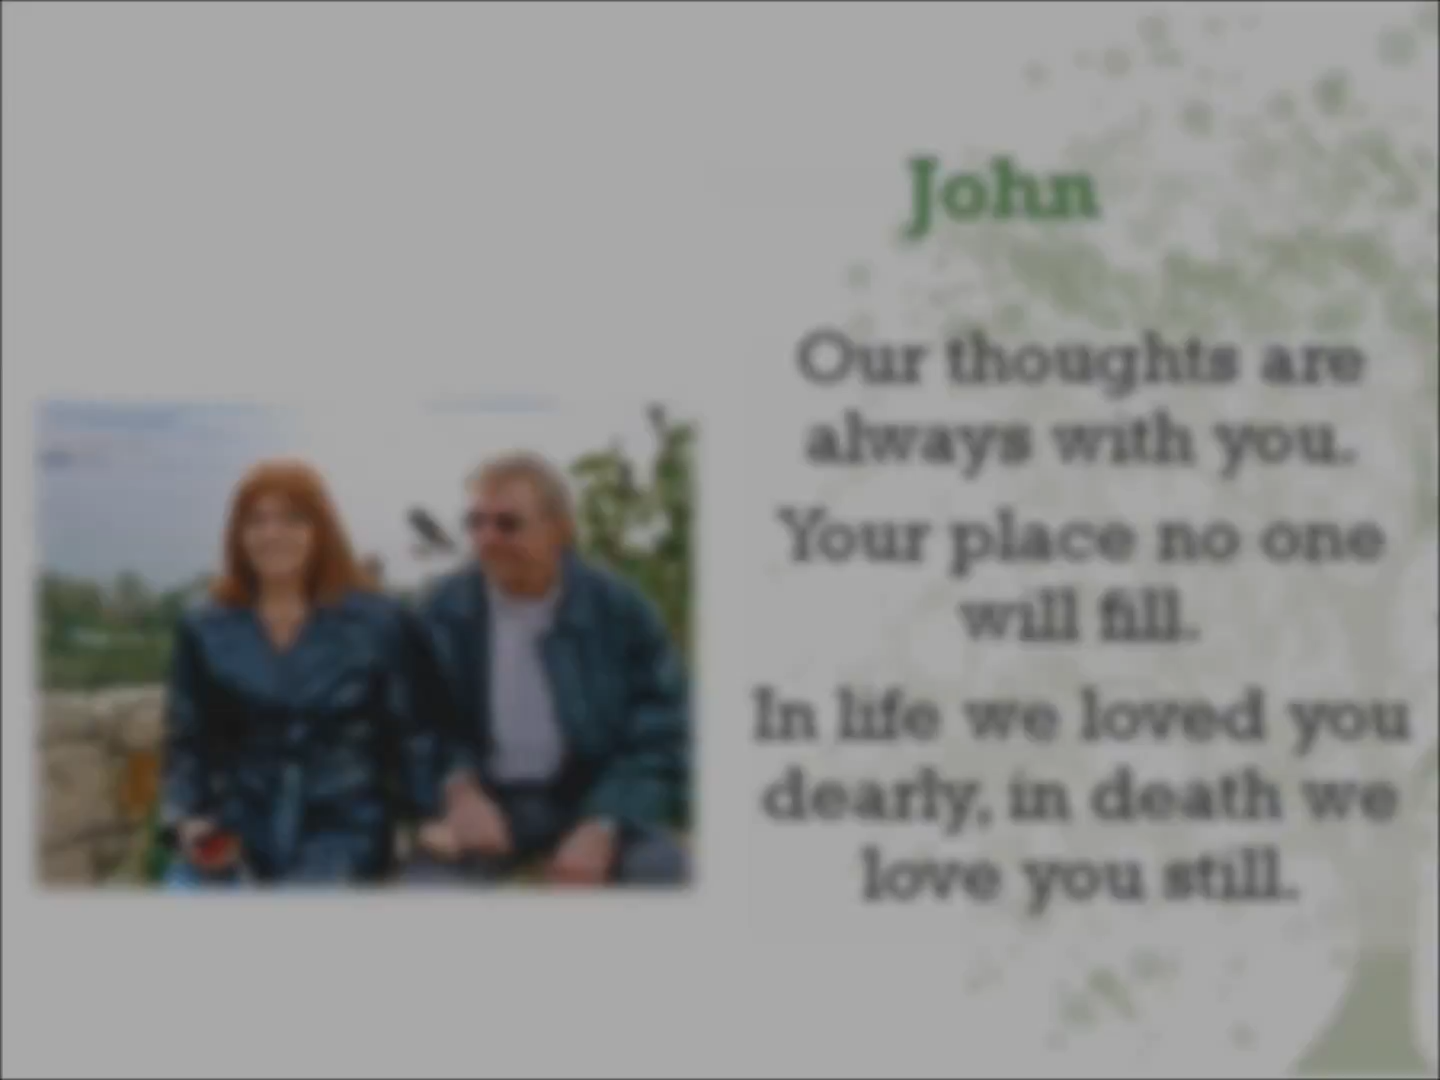 John
Our thoughts are
always with you.
Your place no one
will fill.
In life we loved you
dearly, in death we
love you still.